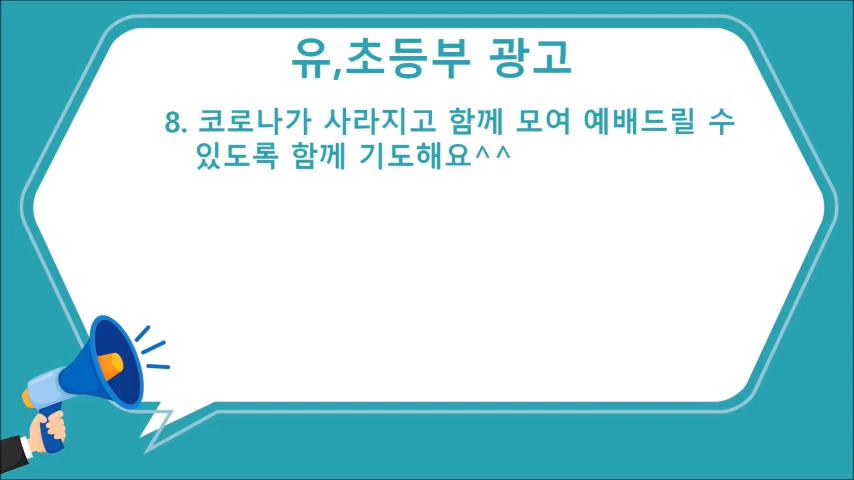 유,초등부 광고
8. 코로나가 사라지고 함께 모여 예배드릴 수
있도록 함께 기도해요^^